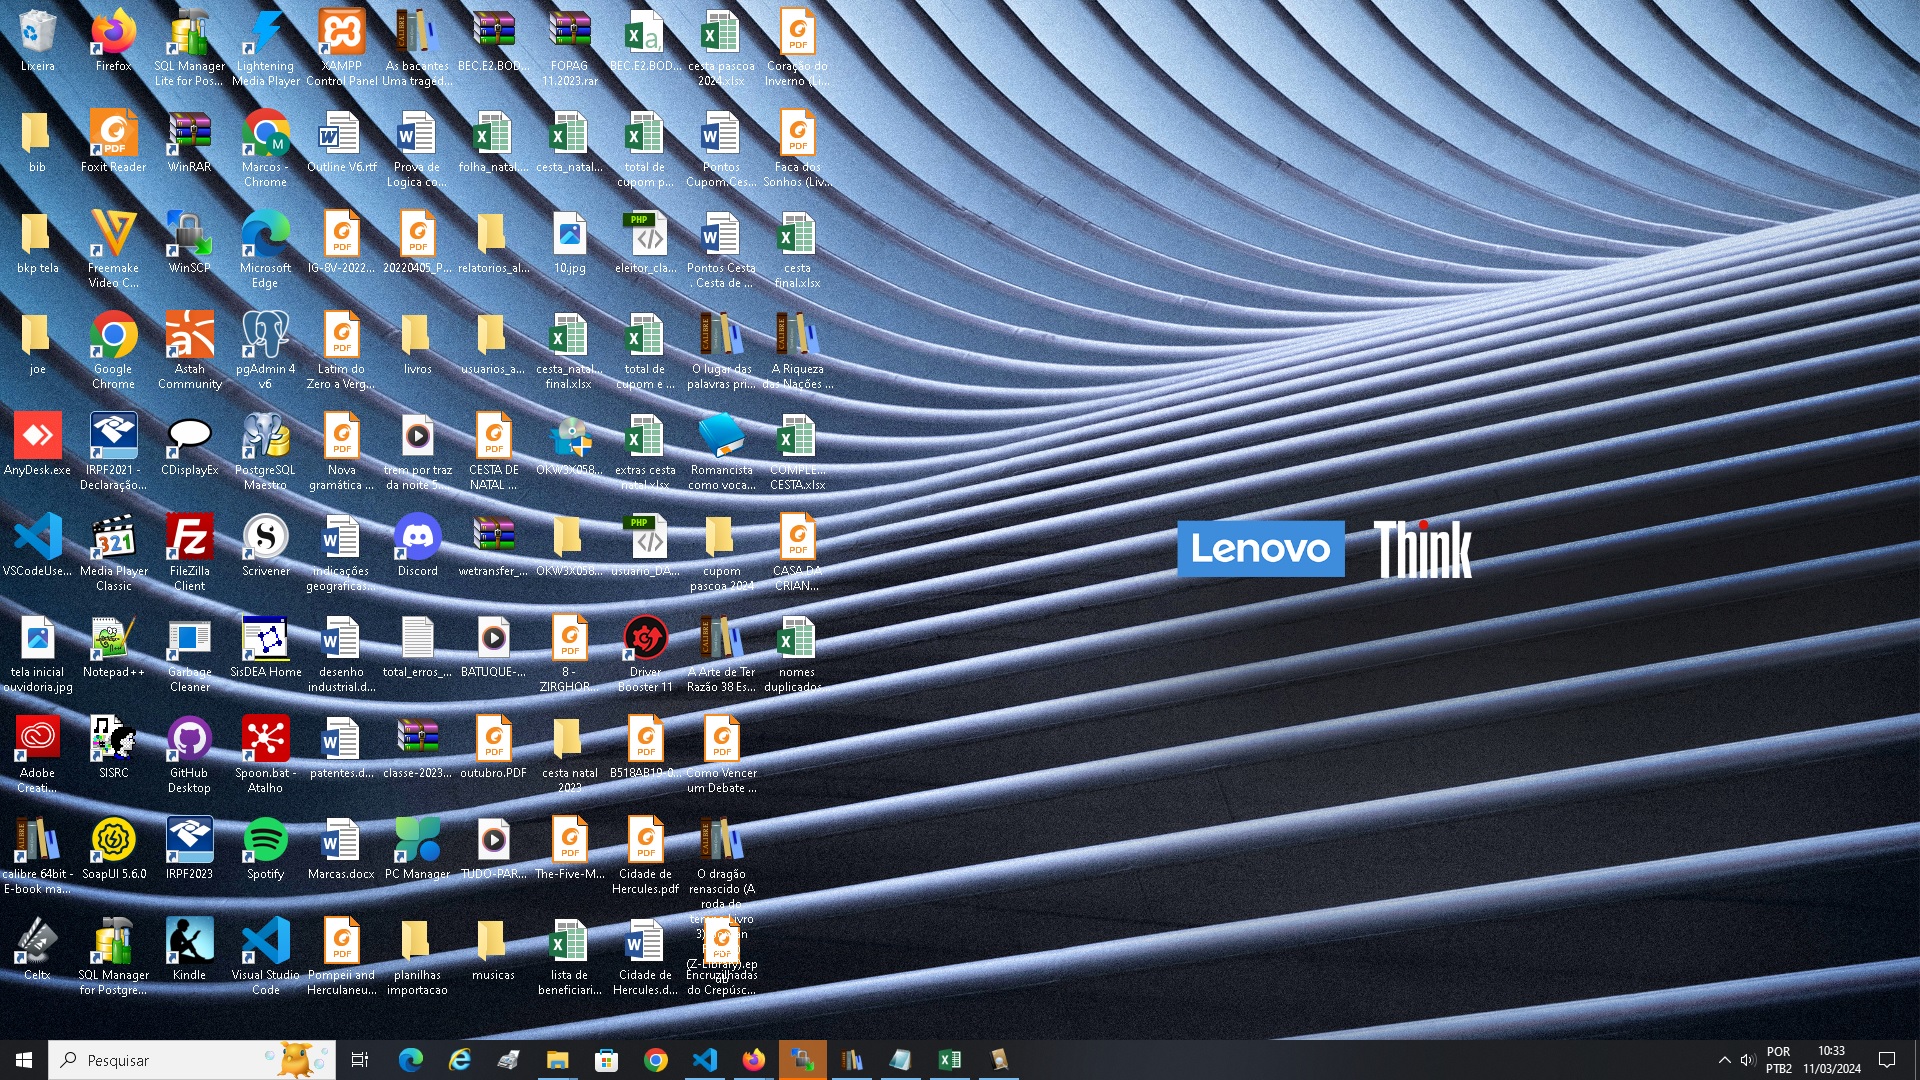 Lixeira
Firefox
SQL Manager
Lite for Pos...
Lightening
Media Player
XAMPP
Control Panel
As bacantes
Uma tragéd...
BEC.E2.BOD...
FOPAG
11.2023.rar
BEC.E2.BOD...
cesta pascoa
2024.xlsx
Coração do
Inverno (Li...
bib
Foxit Reader
WinRAR
Marcos -
Chrome
Outline V6.rtf
Prova de
Logica co...
folha_natal....
cesta_natal...
total de
cupom p...
Pontos
Cupom.Ces...
Faca dos
Sonhos (Liv...
bkp tela
Freemake
Video C...
WinSCP
Microsoft
Edge
IG-8V-2022...
20220405_P...
relatorios_al...
10.jpg
eleitor_cla...
Pontos Cesta
. Cesta de ...
cesta
final.xlsx
joe
Google
Chrome
Astah
Community
pgAdmin 4
v6
Latim do
Zero a Verg...
livros
usuarios_a...
cesta_natal...
final.xlsx
total de
cupom e ...
O lugar das
palavras pri...
A Riqueza
das Nações ...
AnyDesk.exe
IRPF2021 -
Declaração...
CDisplayEx
PostgreSQL
Maestro
Nova
gramática ...
trem por traz
da noite 5...
CESTA DE
NATAL ...
OKW3X058...
extras cesta
natal.xlsx
Romancista
como voca...
COMPLE...
CESTA.xlsx
VSCodeUse...
Media Player
Classic
FileZilla
Client
Scrivener
indicações
geograficas...
Discord
wetransfer_...
OKW3X058...
usuario_DA...
cupom
pascoa 2024
CASA DA
CRIAN...
Lenovo
Think
tela inicial
ouvidoria.jpg
Notepad++
Garbage
Cleaner
SisDEA Home
desenho
industrial.d...
total_erros_...
BATUQUE-...
8 -
ZIRGHOR...
Driver
Booster 11
A Arte de Ter
Razão 38 Es...
nomes
duplicados...
Adobe
Creati...
SISRC
GitHub
Desktop
Spoon.bat -
Atalho
patentes.d...
classe-2023...
outubro.PDF
cesta natal
2023
B518AB19-0...
Como Vencer
um Debate ...
calibre 64bit -
E-book ma...
SoapUI 5.6.0
IRPF2023
Spotify
Marcas.docx
PC Manager
TUDO-PAR...
The-Five-M...
Cidade de
Hercules.pdf
O dragão
renascido (A
roda do
(Z-Library).ep
Celtx
SQL Manager
for Postgre...
Kindle
Visual Studio
Code
Pompeii and
Herculaneu...
planilhas
importacao
musicas
lista de
beneficiari...
Cidade de
Hercules.d...
Encruzilhadas
do Crepúsc...
Pesquisar
POR
PTB2
10:33
11/03/2024